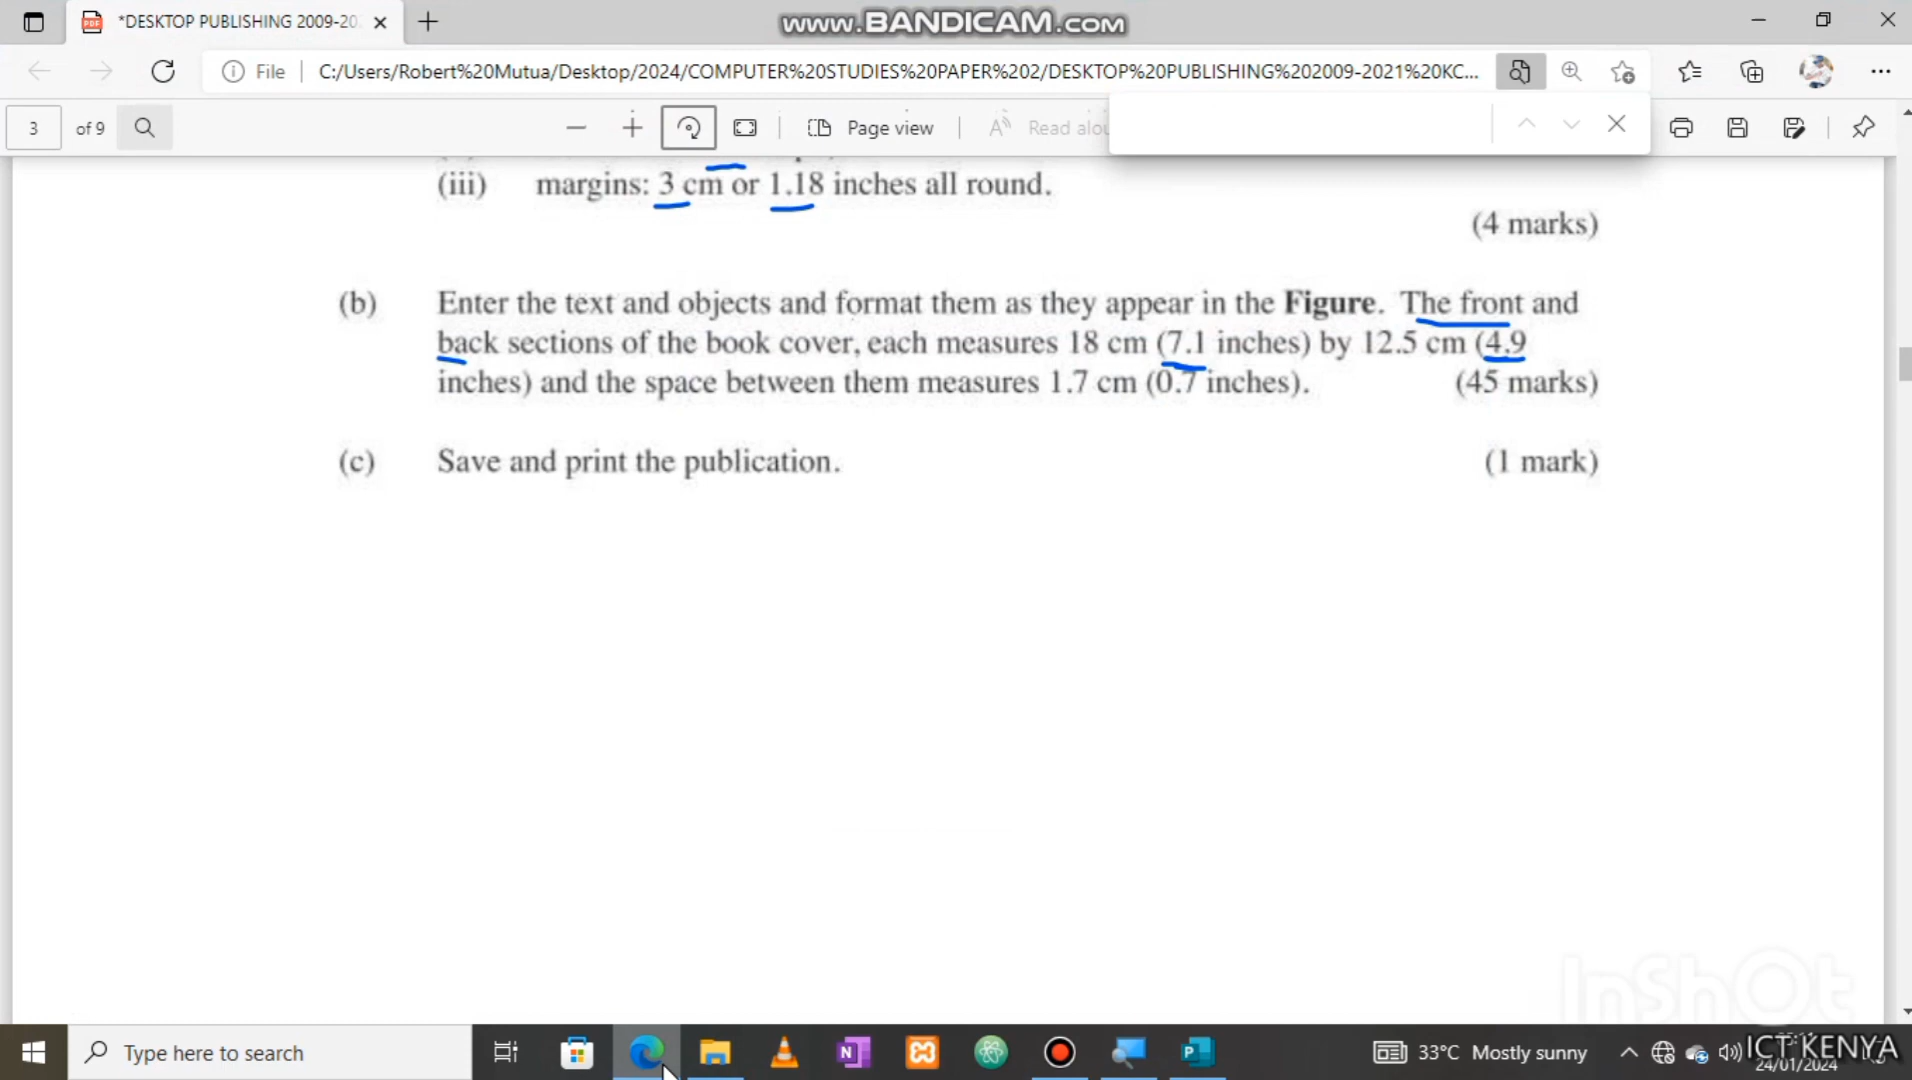 *DESKTOP PUBLISHING 2009-20
www.BANDICAM.com
File
C:/Users/Robert%20Mutua/Desktop/2024/COMPUTER%20STUDIES%20PAPER%202/DESKTOP%20PUBLISHING%202009-2021%20KC...
3 of 9
Page view
Read alou
(iii) margins: 3 cm or 1.18 inches all round.
(4 marks)
(b) Enter the text and objects and format them as they appear in the Figure. The front and
back sections of the book cover, each measures 18 cm (7.1 inches) by 12.5 cm (4.9
inches) and the space between them measures 1.7 cm (0.7 inches). (45 marks)
(c) Save and print the publication. (1 mark)
InShOt
Type here to search
33°C Mostly sunny
ICT KENYA
24/01/2024